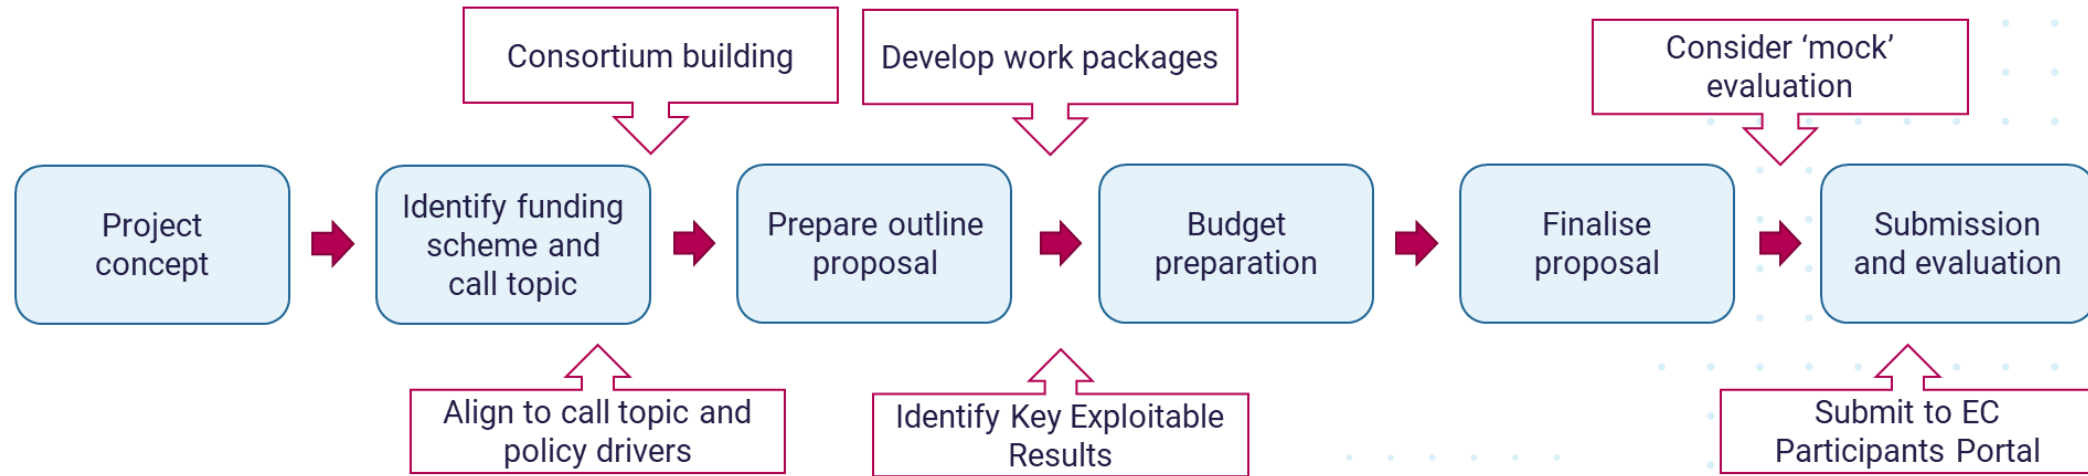 Consortium building
Develop work packages
Consider ‘mock’
evaluation
Project
concept
Identify funding
scheme and
call topic
Prepare outline
proposal
Budget
preparation
Finalise
proposal
Submission
and evaluation
Align to call topic and
policy drivers
Identify Key Exploitable
Results
Submit to EC
Participants Portal